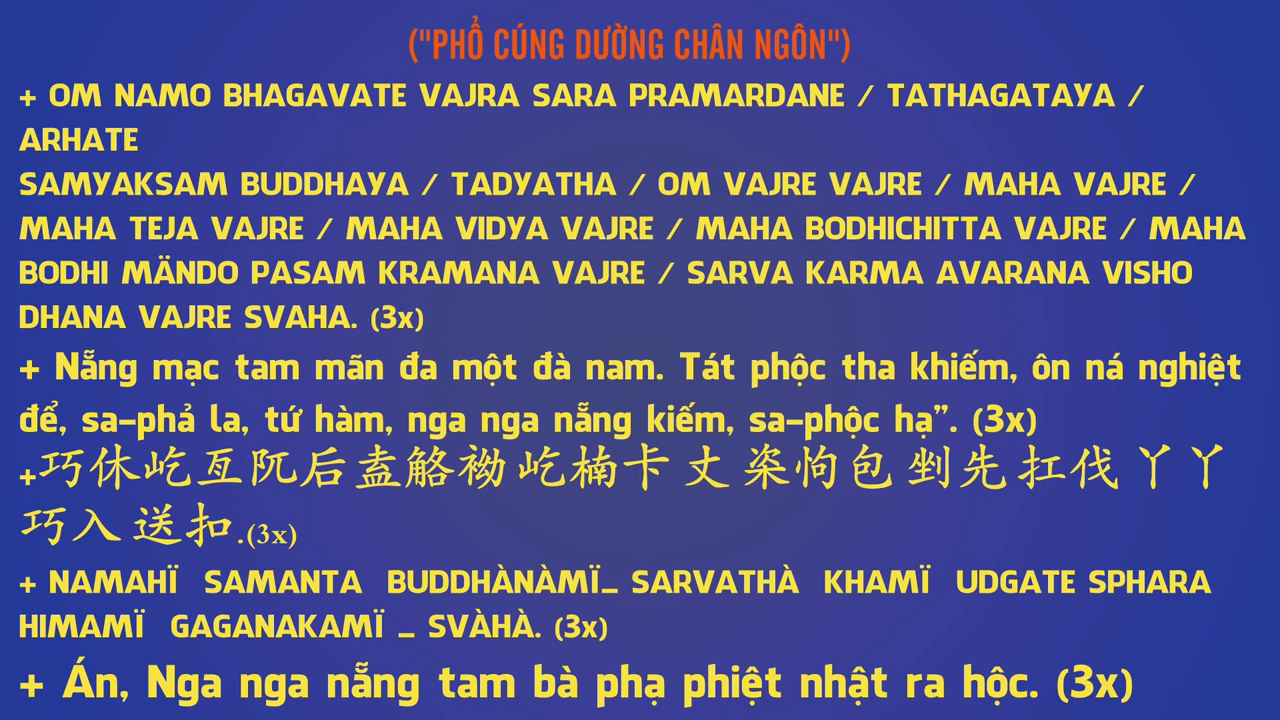 ("PHỔ CÚNG DƯỜNG CHÂN NGÔN")
+ OM NAMO BHAGAVATE VAJRA SARA PRAMARDANE / TATHAGATAYA /
ARHATE
SAMYAKSAM BUDDHAYA / TADYATHA / OM VAJRE VAJRE / MAHA VAJRE /
MAHA TEJA VAJRE / MAHA VIDYA VAJRE / MAHA BODHICHITTA VAJRE / MAHA
BODHI MÄNDO PASAM KRAMANA VAJRE / SARVA KARMA AVARANA VISHO
DHANA VAJRE SVAHA. (3x)
+ Nẵng mạc tam mãn đa một đà nam. Tát phộc tha khiếm, ôn ná nghiệt
để, sa-phả la, tứ hàm, nga nga nẵng kiếm, sa-phộc hạ”. (3x)
+巧休屹亙阢后盍觡袎屹楠卡丈栥怐包剉先扛伐丫丫
巧入送扣.(3x)
+ NAMAHÏ SAMANTA BUDDHÀNÀMÏ_ SARVATHÀ KHAMÏ UDGATE SPHARA
HIMAMÏ GAGANAKAMÏ _ SVÀHÀ. (3x)
+ Án, Nga nga nẵng tam bà phạ phiệt nhật ra hộc. (3x)